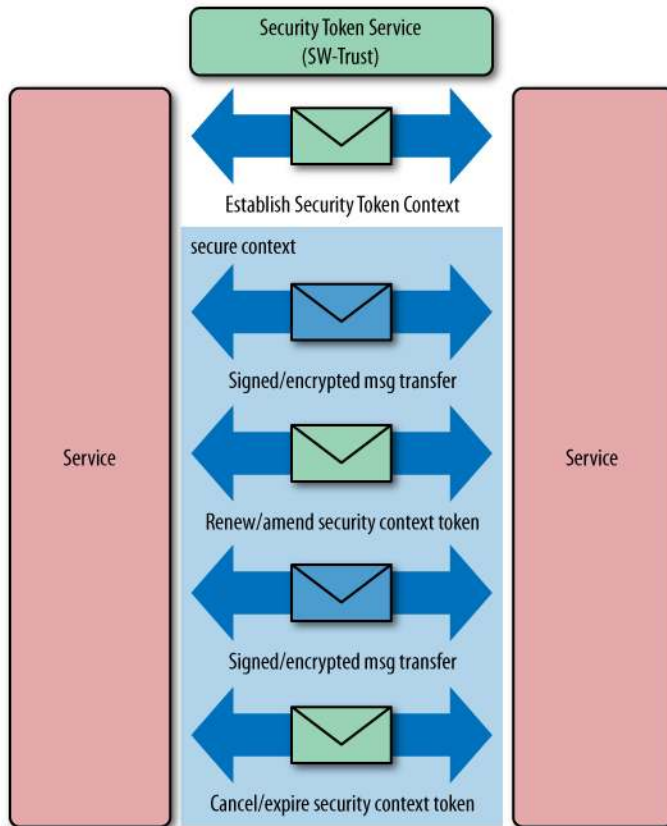 Security Token Service
(SW-Trust)
Establish Security Token Context
secure context
Signed/encrypted msg transfer
Service
Service
Renew/amend security context token
Signed/encrypted msg transfer
Cancel/expire security context token